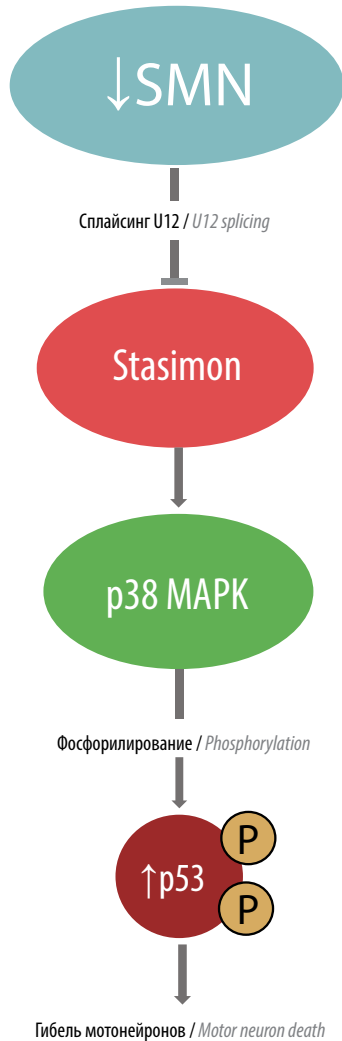 ↓SMN
Сплайсинг U12 / U12 splicing
Stasimon
p38 MAPK
Фосфорилирование / Phosphorylation
P
↑p53
P
Гибель мотонейронов / Motor neuron death